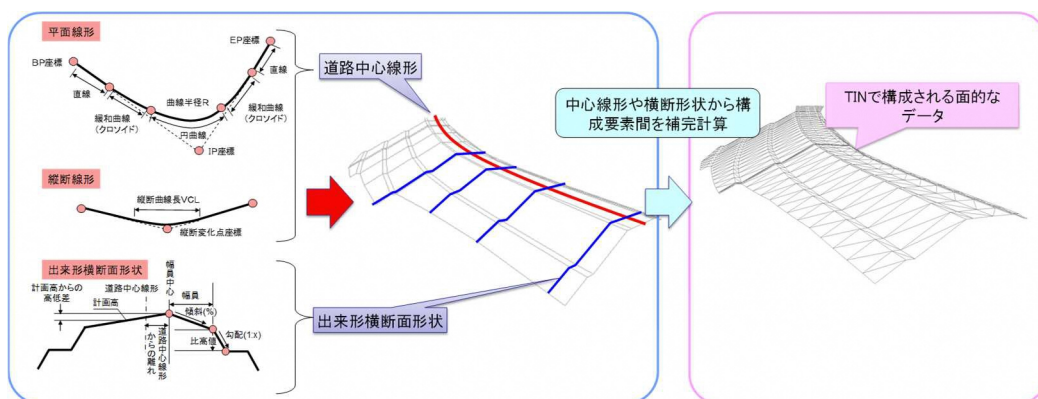 平面線形
BP座標
EP座標
直線
直線
曲線半径R
緩和曲線
(クロソイド)
緩和曲線
(クロソイド)
円曲線
IP座標
縦断線形
縦断曲線長VCL
縦断変化点座標
出来形横断面形状
計画高からの
高低差
道路中心線形
幅員中心
幅員
計画高
傾斜(%)
勾配(1:x)
比高値
道路中心線形
からの離れ
道路中心線形
出来形横断面形状
中心線形や横断形状から構
成要素間を補完計算
TINで構成される面的な
データ